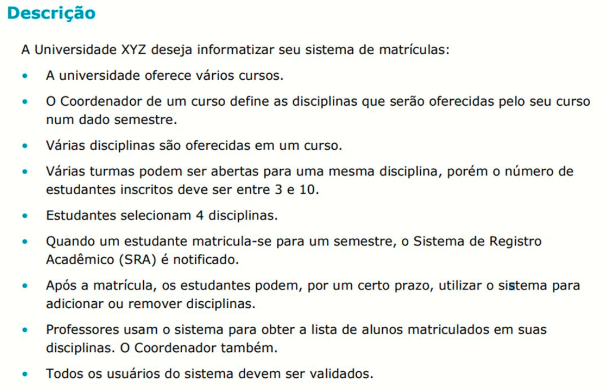 Descrição
A Universidade XYZ deseja informatizar seu sistema de matrículas:
• A universidade oferece vários cursos.
• O Coordenador de um curso define as disciplinas que serão oferecidas pelo seu curso
num dado semestre.
• Várias disciplinas são oferecidas em um curso.
• Várias turmas podem ser abertas para uma mesma disciplina, porém o número de
estudantes inscritos deve ser entre 3 e 10.
• Estudantes selecionam 4 disciplinas.
• Quando um estudante matricula-se para um semestre, o Sistema de Registro
Acadêmico (SRA) é notificado.
• Após a matrícula, os estudantes podem, por um certo prazo, utilizar o sistema para
adicionar ou remover disciplinas.
• Professores usam o sistema para obter a lista de alunos matriculados em suas
disciplinas. O Coordenador também.
• Todos os usuários do sistema devem ser validados.